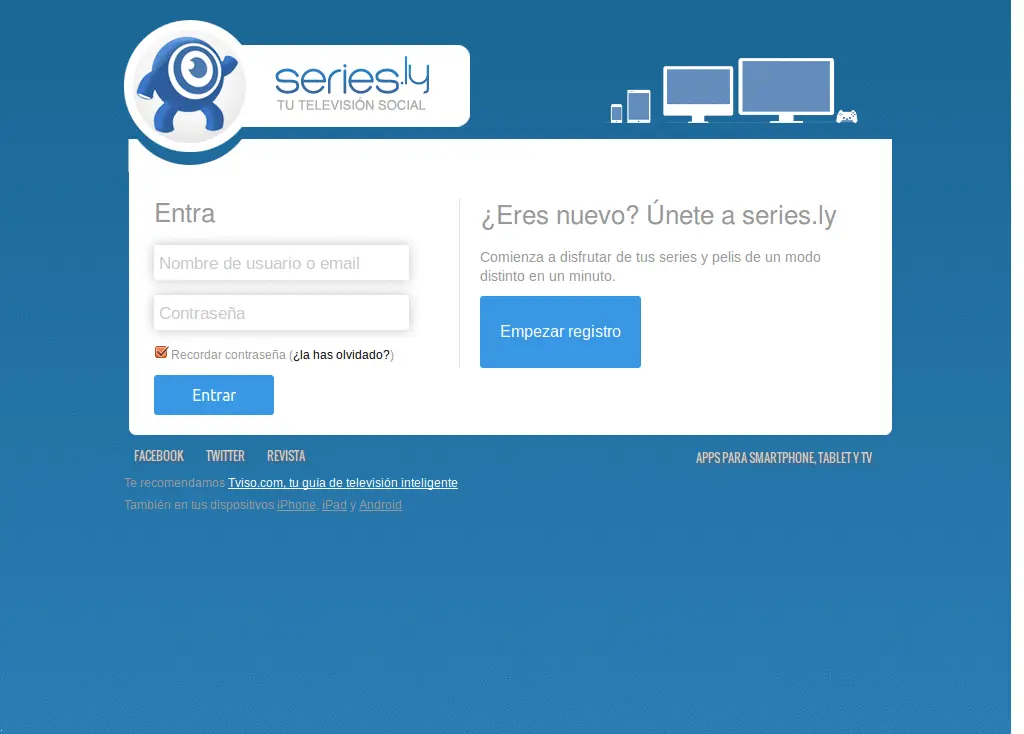 series.ly
TU TELEVISIÓN SOCIAL
Entra
Nombre de usuario o email
Contraseña
Recordar contraseña (¿la has olvidado?)
Entrar
¿Eres nuevo? Únete a series.ly
Comienza a disfrutar de tus series y pelis de un modo
distinto en un minuto.
Empezar registro
FACEBOOK TWITTER REVISTA
APPS PARA SMARTPHONE, TABLET Y TV
Te recomendamos Tviso.com, tu guía de televisión inteligente
También en tus dispositivos iPhone, iPad y Android